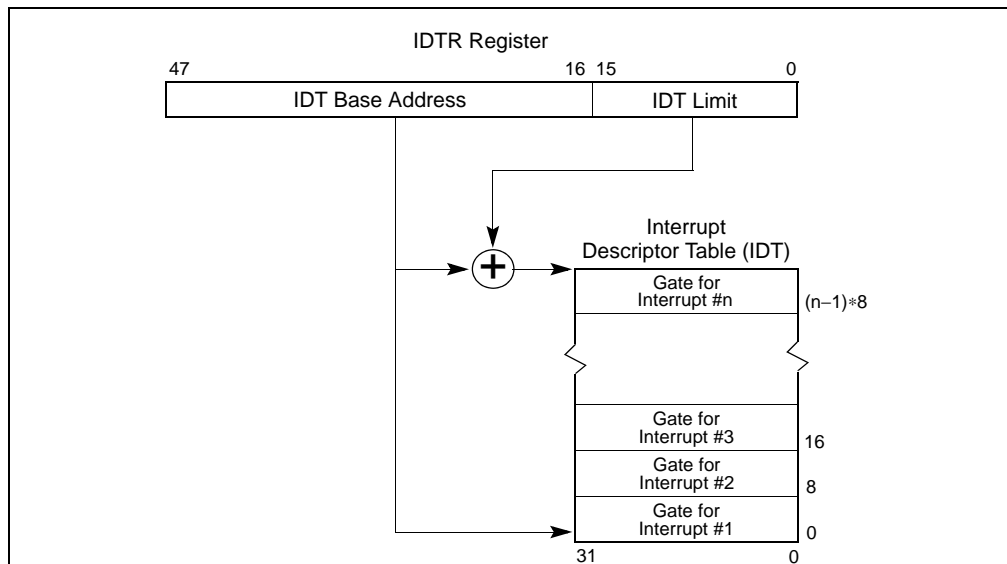 IDTR Register
47 16 15 0
IDT Base Address IDT Limit
+
Interrupt
Descriptor Table (IDT)
Gate for
Interrupt #n
(n−1)∗8
Gate for
Interrupt #3
16
Gate for
Interrupt #2
8
Gate for
Interrupt #1
0
31 0